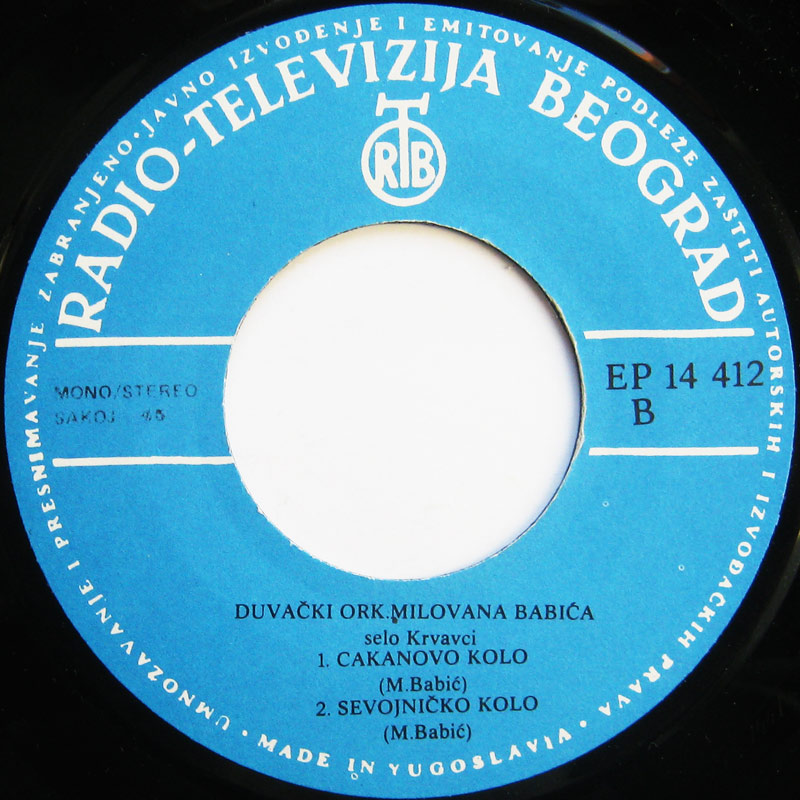 UMNOZAVANJE I PRESNIMAVANJE ZABRANJENO · JAVNO IZVOĐENJE I EMITOVANJE PODLEŽE ZAŠTITI AUTORSKIH I IZVOĐAČKIH PRAVA ·
RADIO-TELEVIZIJA BEOGRAD
RTB
MONO/STEREO
SAKOJ 45
EP 14 412
B
DUVAČKI ORK.MILOVANA BABIĆA
selo Krvavci
1. CAKANOVO KOLO
(M.Babić)
2. SEVOJNIČKO KOLO
(M.Babić)
MADE IN YUGOSLAVIA